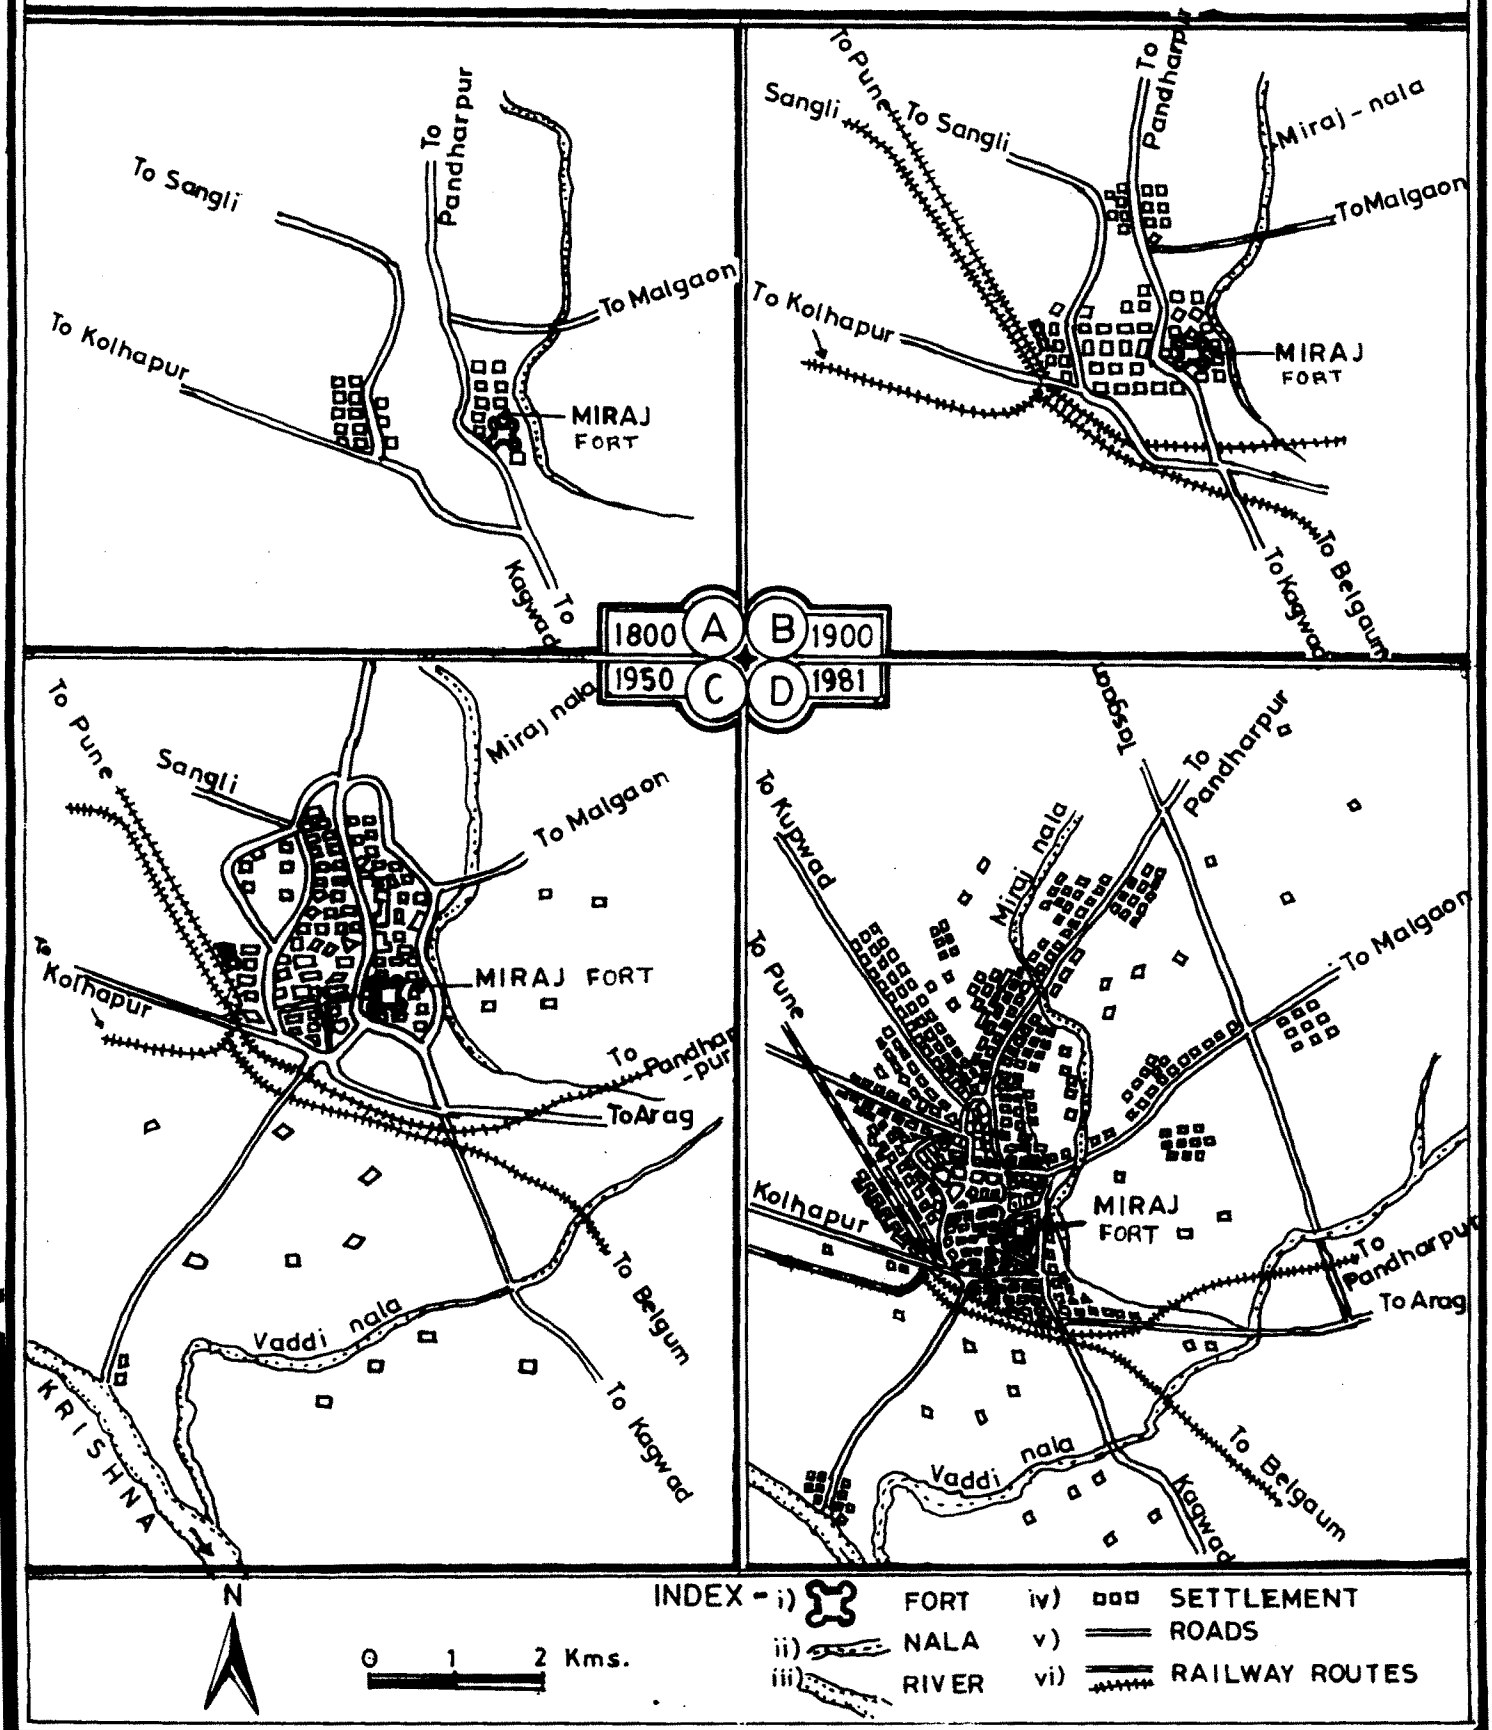 To Pandharpur
To Sangli
To Malgaon
To Kolhapur
MIRAJ
FORT
To Kagwad
To Pune
To Pandharpur
Sangli
To Sangli
Miraj-nala
To Malgaon
To Kolhapur
MIRAJ
FORT
To Belgaum
To Kagwad
1800 A B 1900
1950 C D 1981
To Pune
Miraj nala
Sangli
To Malgaon
To Kolhapur
MIRAJ FORT
To Pandhar
-pur
To Arag
To Belgum
Vaddi nala
To Kagwad
KRISHNA
Tasgaon
To Pandharpur
To Kupwad
Miraj nala
To Malgaon
To Pune
Kolhapur
MIRAJ
FORT
To Pandharpur
To Arag
To Belgaum
Vaddi nala
Kagwad
N
0 1 2 Kms.
INDEX - i) FORT
ii) NALA
iii) RIVER
iv) SETTLEMENT
v) ROADS
vi) RAILWAY ROUTES